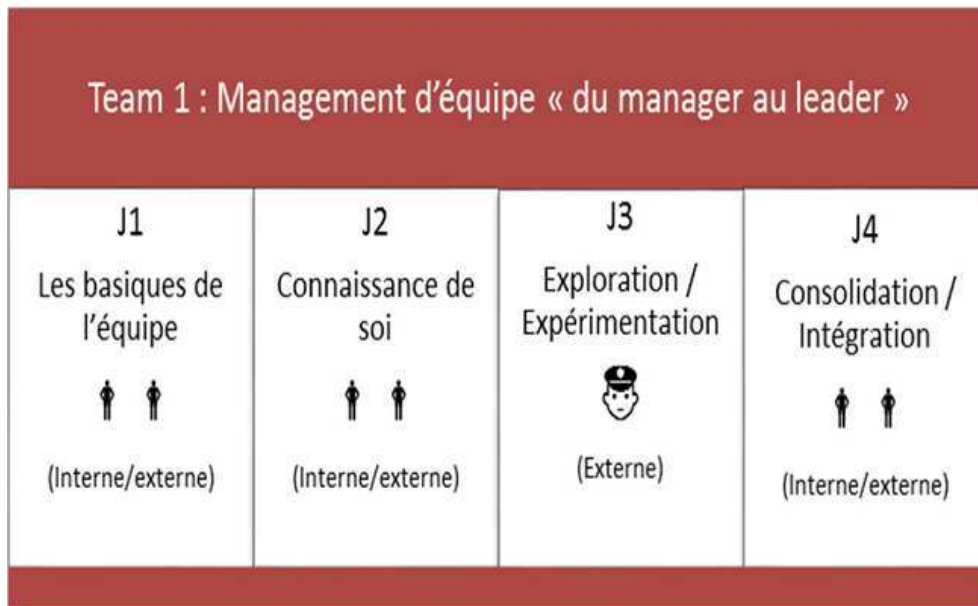 Team 1 : Management d’équipe « du manager au leader »
J1
Les basiques de
l’équipe
(Interne/externe)
J2
Connaissance de
soi
(Interne/externe)
J3
Exploration /
Expérimentation
(Externe)
J4
Consolidation /
Intégration
(Interne/externe)